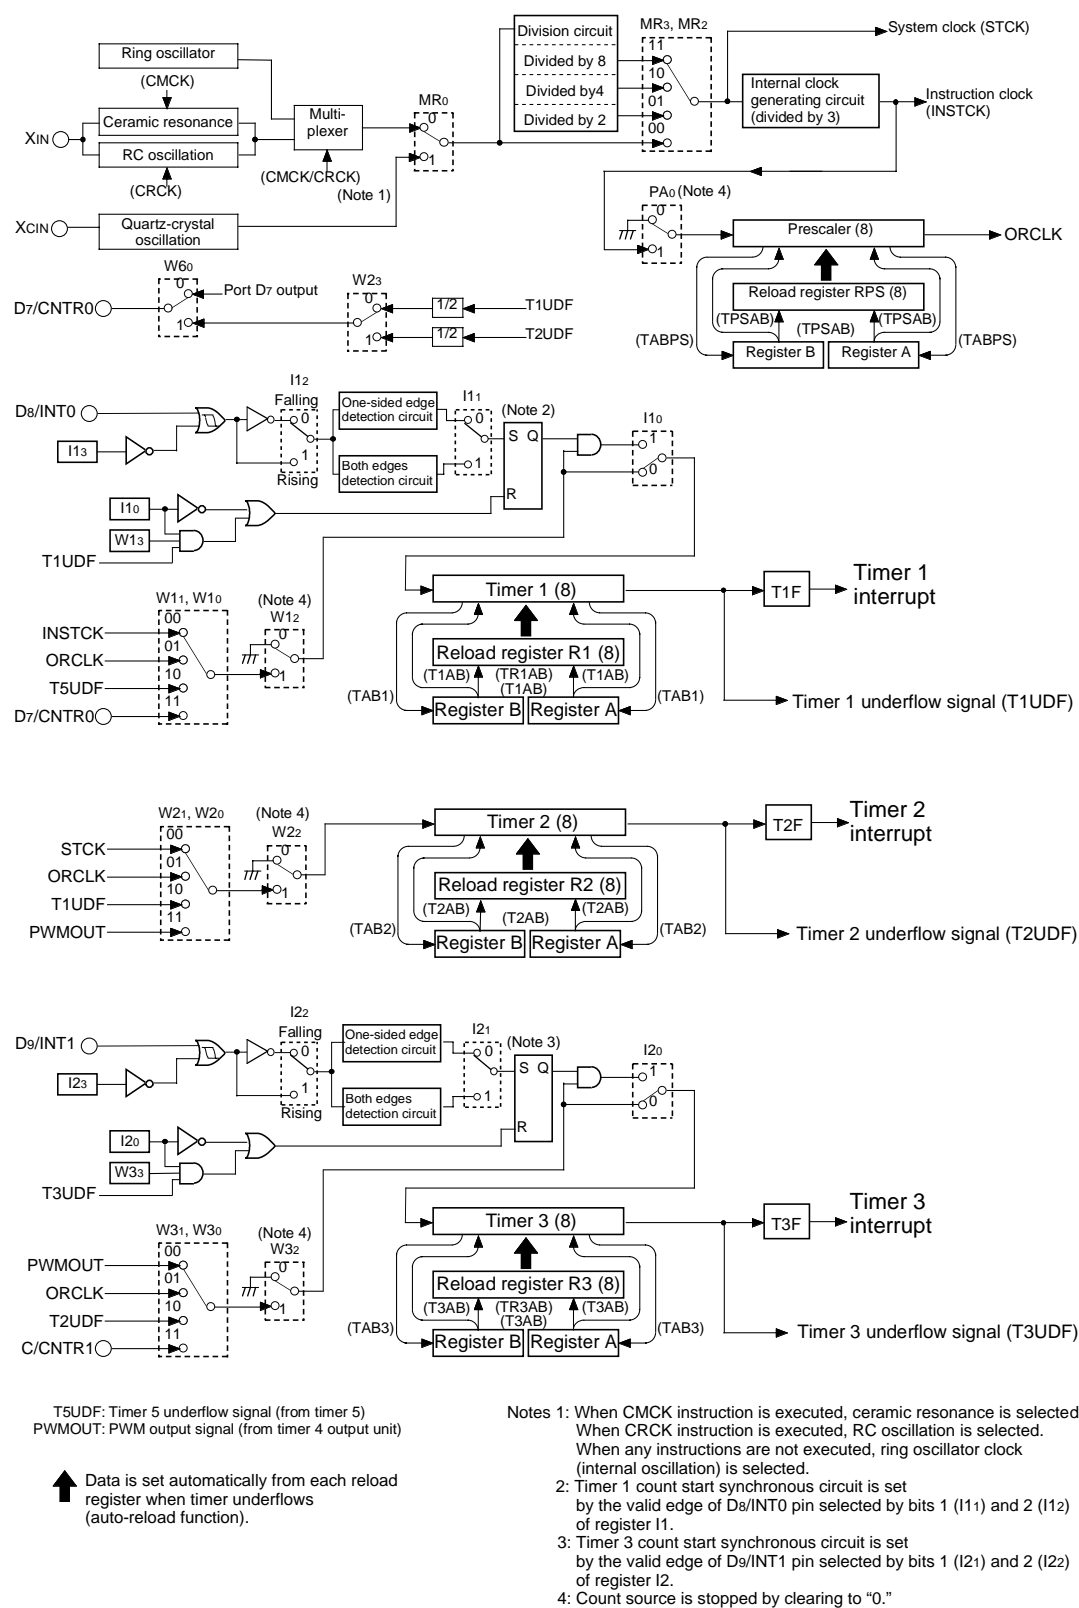 Ring oscillator
(CMCK)
Ceramic resonance
XIN
RC oscillation
(CRCK)
Multi-
plexer
(CMCK/CRCK)
(Note 1)
MR0
0
1
XCIN
Quartz-crystal
oscillation
Division circuit
Divided by 8
Divided by4
Divided by 2
MR3, MR2
11
10
01
00
System clock (STCK)
Internal clock
generating circuit
(divided by 3)
Instruction clock
(INSTCK)
PA0 (Note 4)
0
1
Prescaler (8)
ORCLK
Reload register RPS (8)
(TPSAB)
(TPSAB)
(TPSAB)
(TABPS)
(TABPS)
Register B
Register A
W60
0
1
Port D7 output
D7/CNTR0
W23
0
1
1/2
T1UDF
1/2
T2UDF
D8/INT0
I13
I12
Falling
0
1
Rising
One-sided edge
detection circuit
Both edges
detection circuit
I11
0
1
(Note 2)
S Q
R
I10
1
0
I10
W13
T1UDF
W11, W10
00
01
10
11
INSTCK
ORCLK
T5UDF
D7/CNTR0
(Note 4)
W12
0
1
Timer 1 (8)
Reload register R1 (8)
(T1AB)
(TR1AB)
(T1AB)
(T1AB)
(TAB1)
(TAB1)
Register B
Register A
T1F
Timer 1
interrupt
Timer 1 underflow signal (T1UDF)
W21, W20
00
01
10
11
STCK
ORCLK
T1UDF
PWMOUT
(Note 4)
W22
0
1
Timer 2 (8)
Reload register R2 (8)
(T2AB)
(T2AB)
(T2AB)
(TAB2)
(TAB2)
Register B
Register A
T2F
Timer 2
interrupt
Timer 2 underflow signal (T2UDF)
D9/INT1
I23
I22
Falling
0
1
Rising
One-sided edge
detection circuit
Both edges
detection circuit
I21
0
1
(Note 3)
S Q
R
I20
1
0
I20
W33
T3UDF
W31, W30
00
01
10
11
PWMOUT
ORCLK
T2UDF
C/CNTR1
(Note 4)
W32
0
1
Timer 3 (8)
Reload register R3 (8)
(T3AB)
(TR3AB)
(T3AB)
(T3AB)
(TAB3)
(TAB3)
Register B
Register A
T3F
Timer 3
interrupt
Timer 3 underflow signal (T3UDF)
T5UDF: Timer 5 underflow signal (from timer 5)
PWMOUT: PWM output signal (from timer 4 output unit)
Data is set automatically from each reload
register when timer underflows
(auto-reload function).
Notes 1: When CMCK instruction is executed, ceramic resonance is selected
When CRCK instruction is executed, RC oscillation is selected.
When any instructions are not executed, ring oscillator clock
(internal oscillation) is selected.
2: Timer 1 count start synchronous circuit is set
by the valid edge of D8/INT0 pin selected by bits 1 (I11) and 2 (I12)
of register I1.
3: Timer 3 count start synchronous circuit is set
by the valid edge of D9/INT1 pin selected by bits 1 (I21) and 2 (I22)
of register I2.
4: Count source is stopped by clearing to “0.”